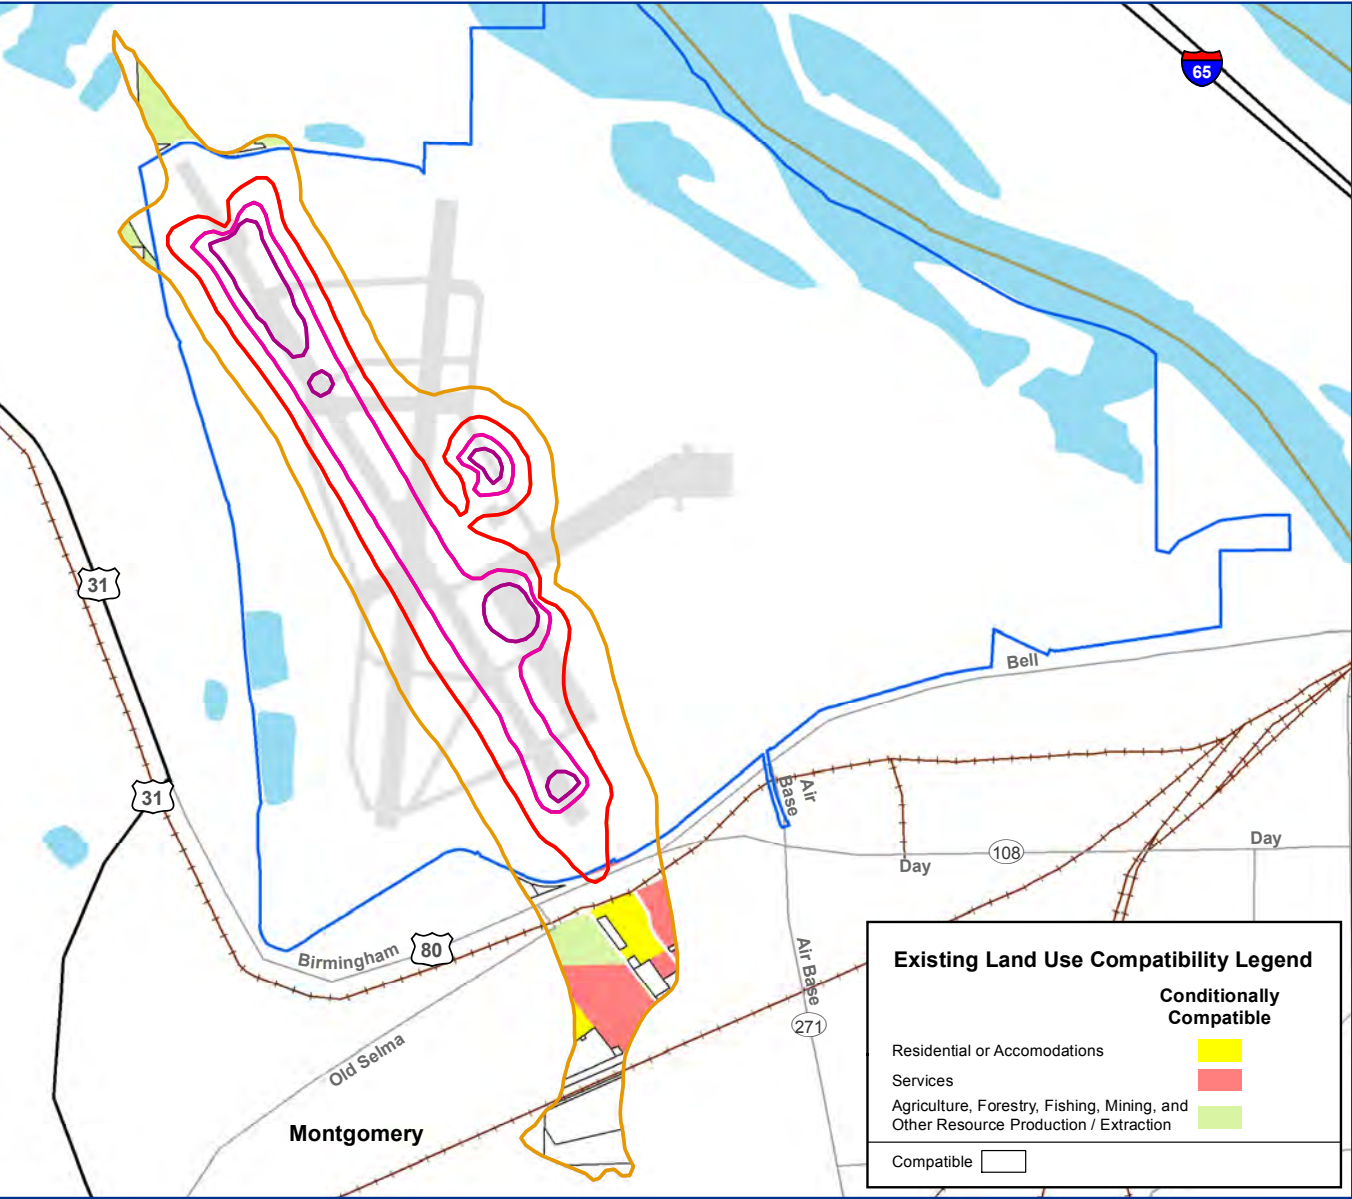 65
31
31
Bell
Air
Base
Day
108
Day
Birmingham
80
Air Base
271
Old Selma
Montgomery
Existing Land Use Compatibility Legend
Conditionally
Compatible
Residential or Accomodations
Services
Agriculture, Forestry, Fishing, Mining, and
Other Resource Production / Extraction
Compatible